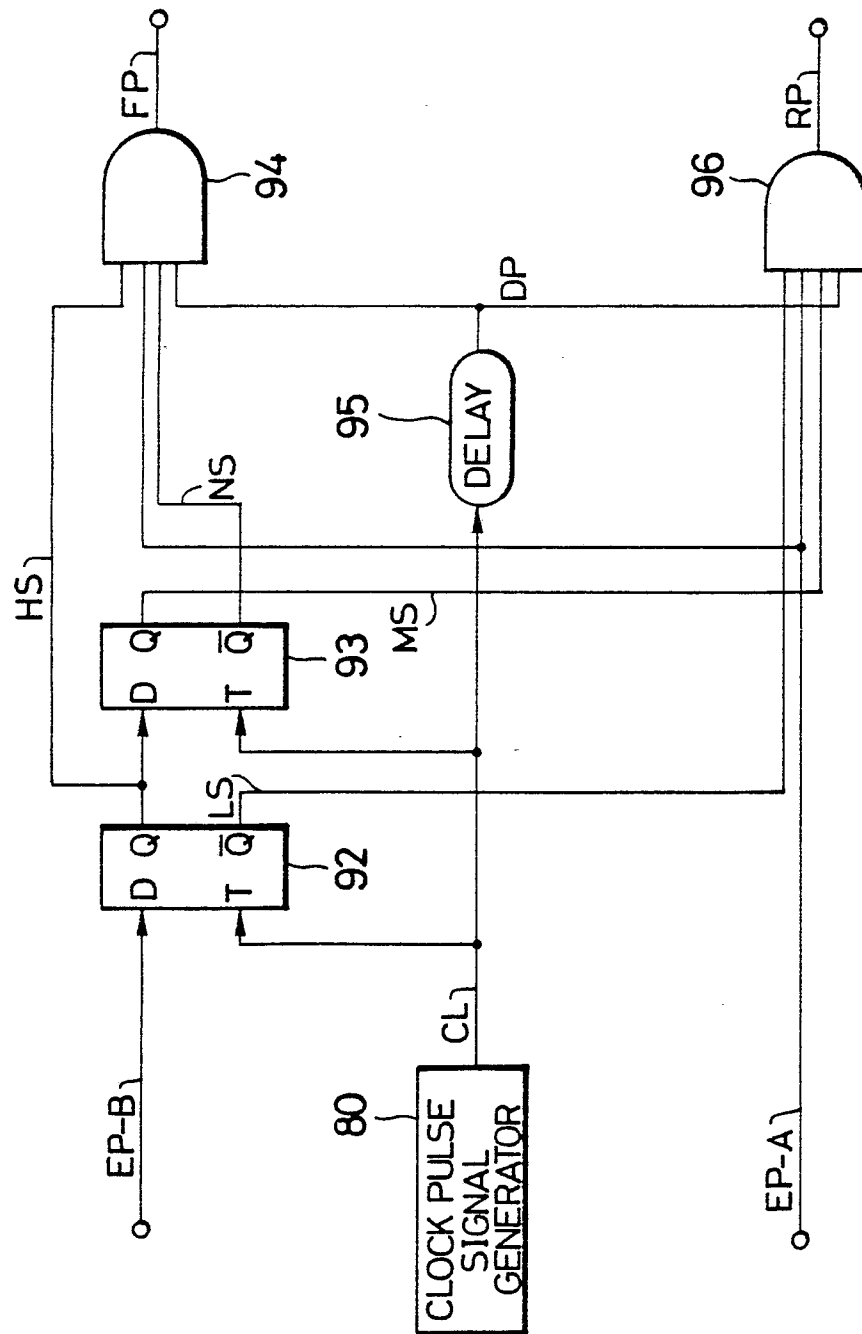 FP
94
HS
NS
D Q
T Q̅
93
EP-B
D Q
T Q̅
92
LS
MS
95
DELAY
DP
CL
80
CLOCK PULSE
SIGNAL
GENERATOR
96
RP
EP-A